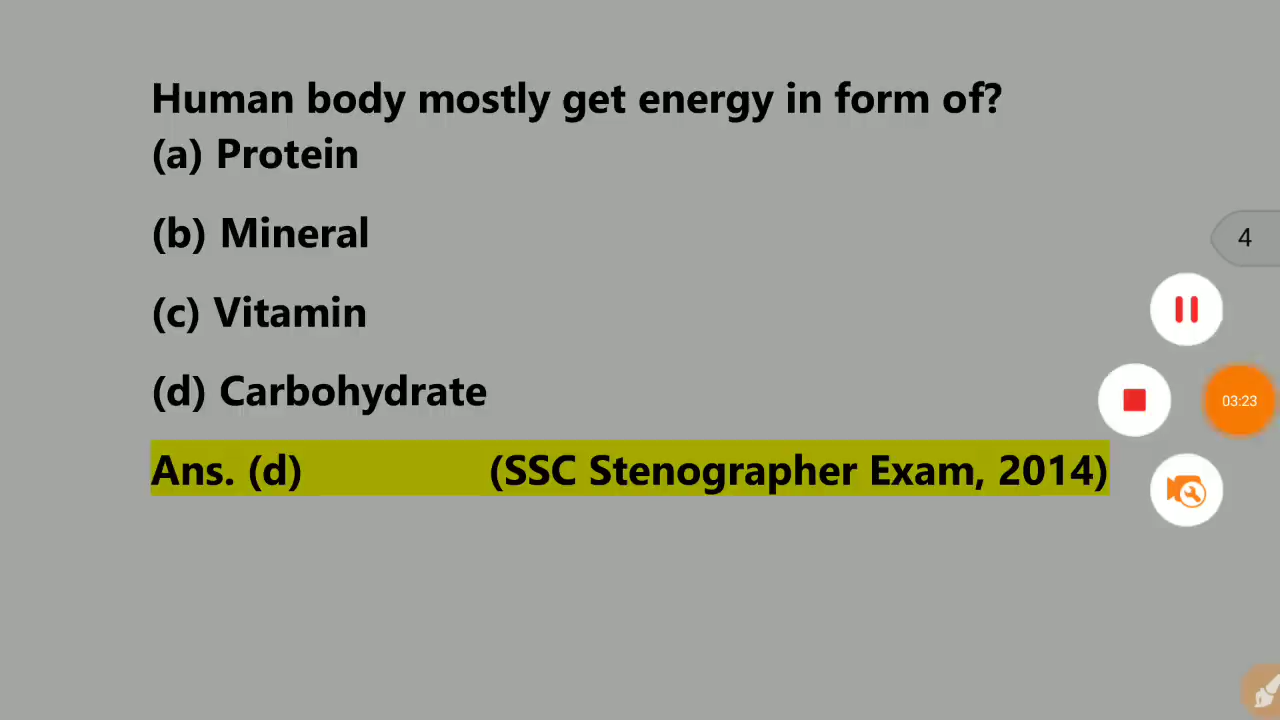 Human body mostly get energy in form of?
(a) Protein
(b) Mineral
4
(c) Vitamin
(d) Carbohydrate
03:23
Ans. (d) (SSC Stenographer Exam, 2014)